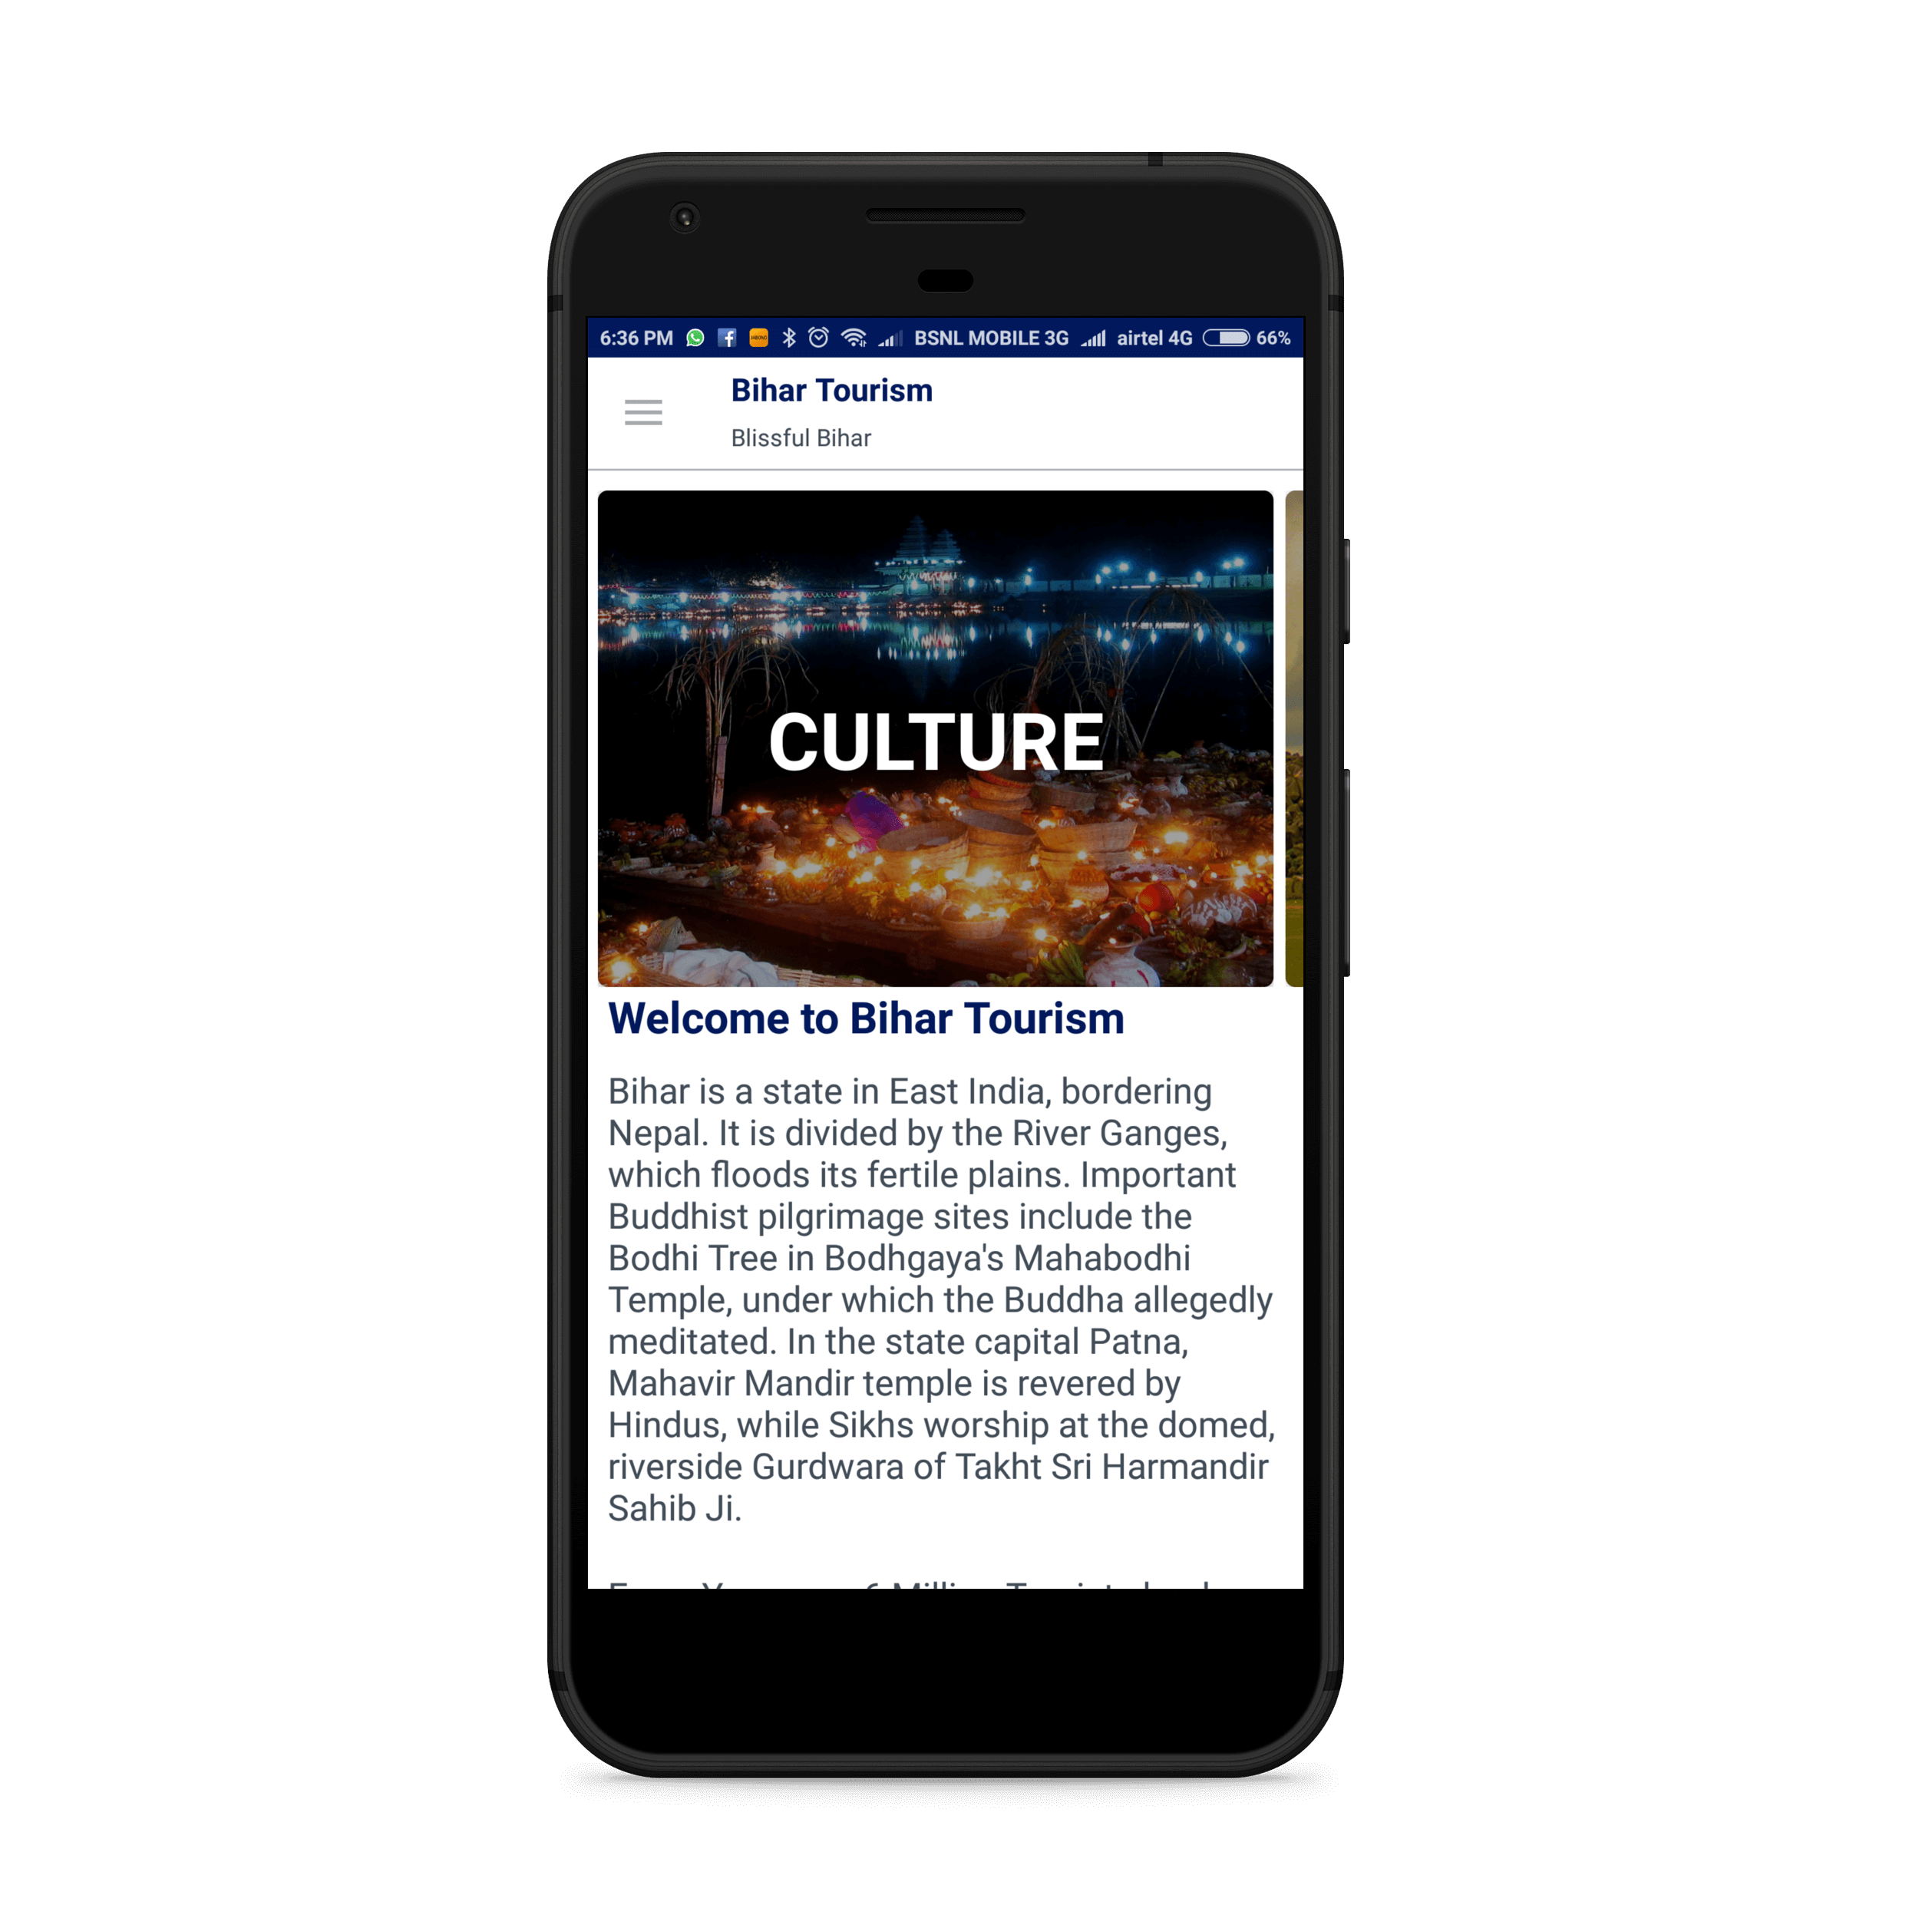 6:36 PM BSNL MOBILE 3G airtel 4G 66%
Bihar Tourism
Blissful Bihar
CULTURE
Welcome to Bihar Tourism
Bihar is a state in East India, bordering
Nepal. It is divided by the River Ganges,
which floods its fertile plains. Important
Buddhist pilgrimage sites include the
Bodhi Tree in Bodhgaya's Mahabodhi
Temple, under which the Buddha allegedly
meditated. In the state capital Patna,
Mahavir Mandir temple is revered by
Hindus, while Sikhs worship at the domed,
riverside Gurdwara of Takht Sri Harmandir
Sahib Ji.